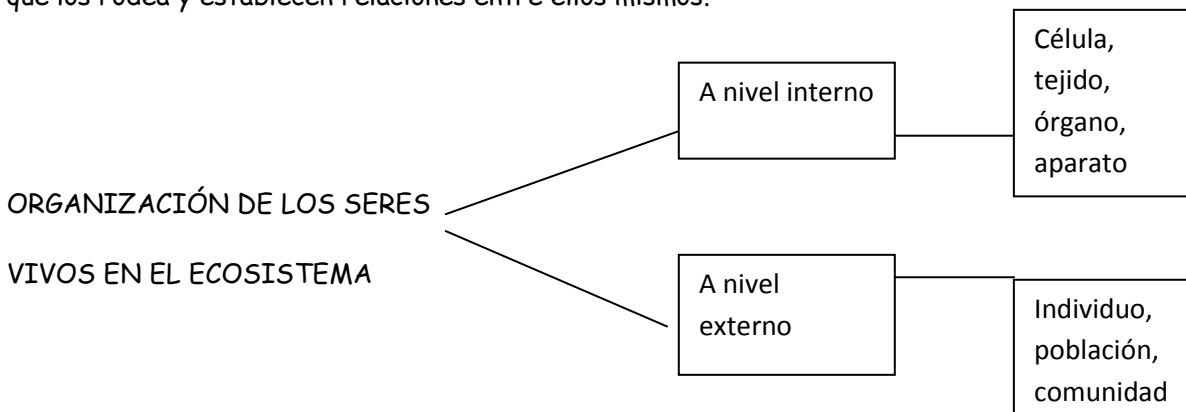 que los rodea y establecen relaciones entre ellos mismos.
Célula,
tejido,
órgano,
aparato
A nivel interno
ORGANIZACIÓN DE LOS SERES
VIVOS EN EL ECOSISTEMA
A nivel
externo
Individuo,
población,
comunidad